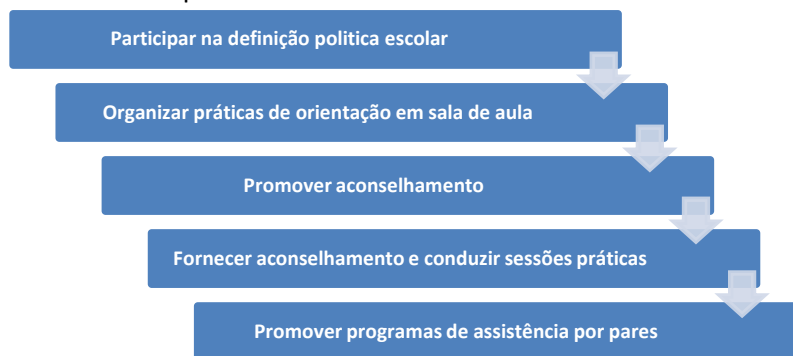 Participar na definição politica escolar
Organizar práticas de orientação em sala de aula
Promover aconselhamento
Fornecer aconselhamento e conduzir sessões práticas
Promover programas de assistência por pares